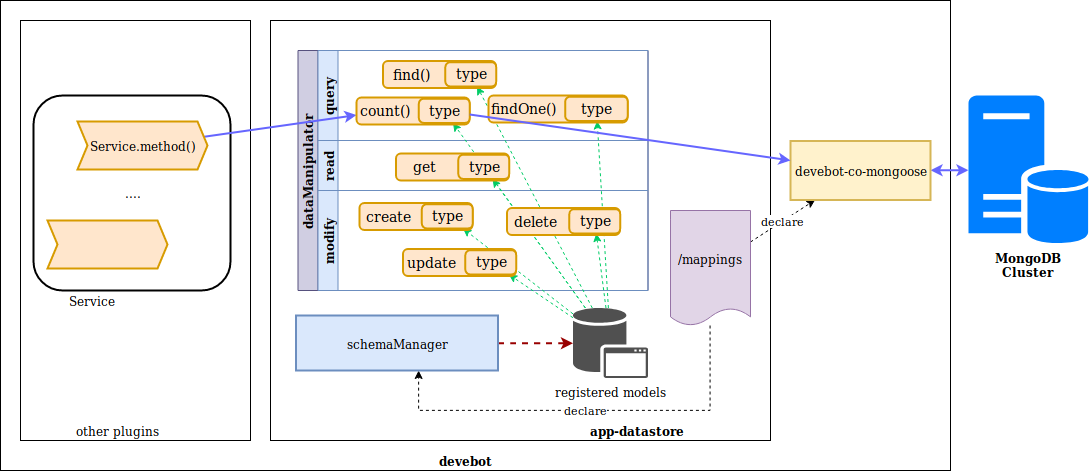 dataManipulator
query
find()
type
count()
type
findOne()
type
read
get
type
modify
create
type
delete
type
update
type
Service.method()
....
Service
other plugins
schemaManager
registered models
/mappings
declare
declare
app-datastore
devebot-co-mongoose
MongoDB
Cluster
devebot